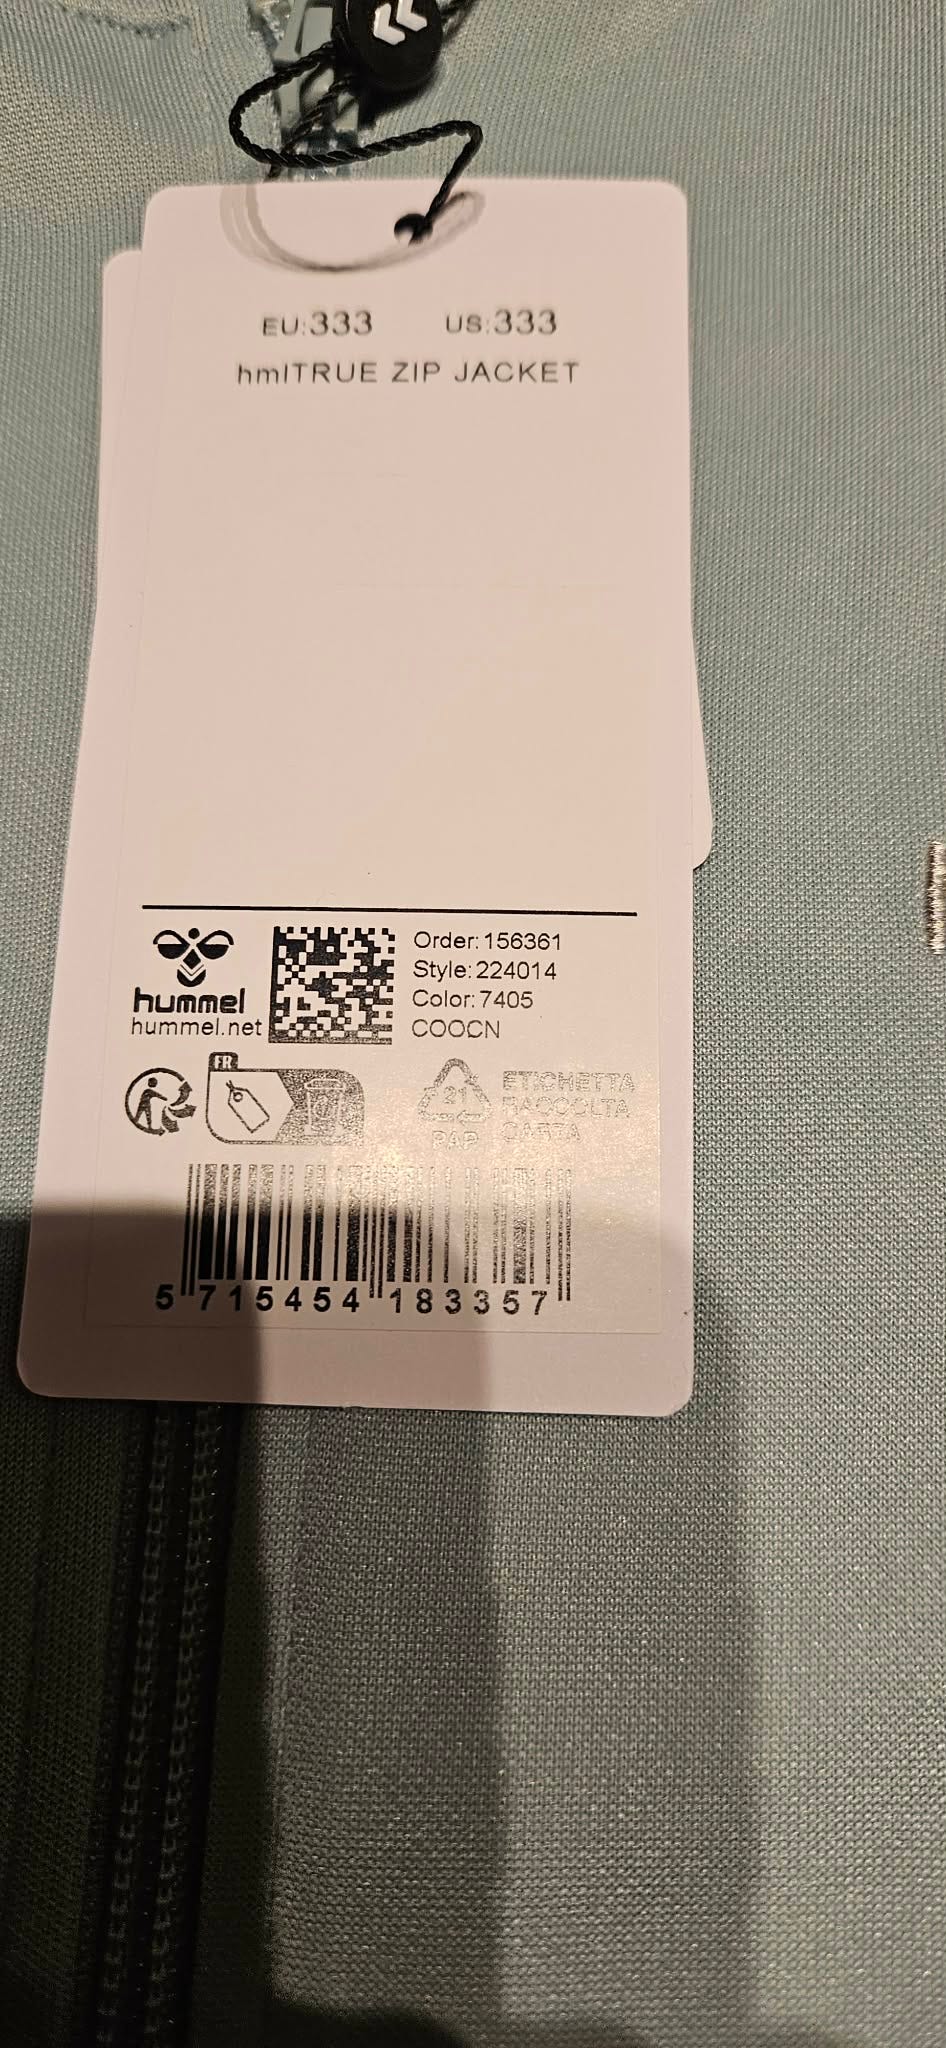 EU:333 US:333
hmlTRUE ZIP JACKET
hummel
hummel.net
Order: 156361
Style: 224014
Color: 7405
COOCN
FR
21
PAP
ETICHETTA
RACCOLTA
CARTA
5 715454 183357